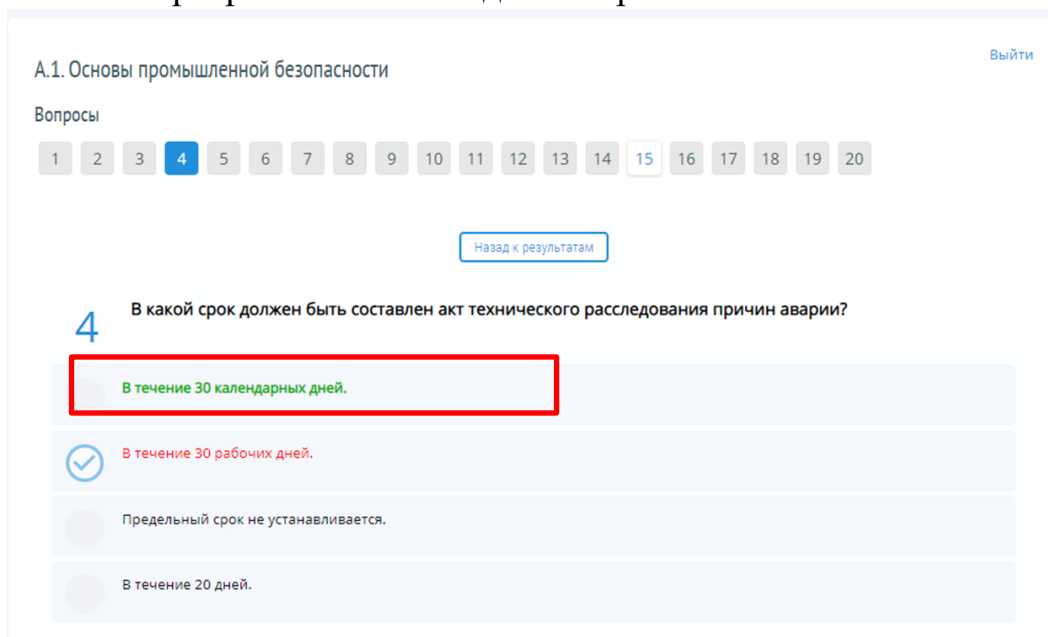 Выйти
А.1. Основы промышленной безопасности
Вопросы
1 2 3 4 5 6 7 8 9 10 11 12 13 14 15 16 17 18 19 20
Назад к результатам
4
В какой срок должен быть составлен акт технического расследования причин аварии?
В течение 30 календарных дней.
В течение 30 рабочих дней.
Предельный срок не устанавливается.
В течение 20 дней.